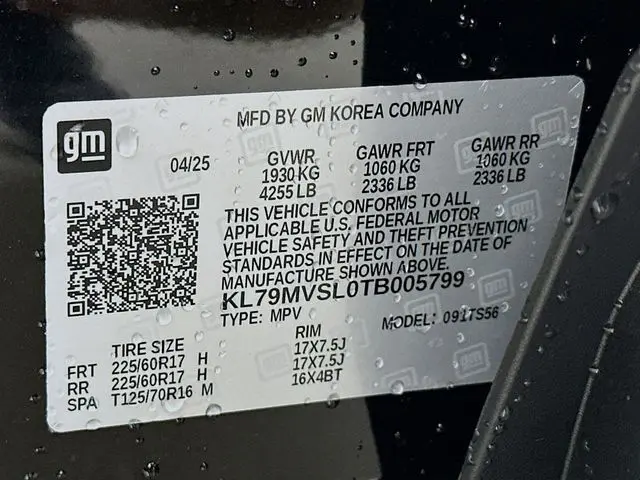 MFD BY GM KOREA COMPANY
gm
04/25
GVWR GAWR FRT GAWR RR
1930 KG 1060 KG 1060 KG
4255 LB 2336 LB 2336 LB
THIS VEHICLE CONFORMS TO ALL
APPLICABLE U.S. FEDERAL MOTOR
VEHICLE SAFETY AND THEFT PREVENTION
STANDARDS IN EFFECT ON THE DATE OF
MANUFACTURE SHOWN ABOVE.
KL79MVSL0TB005799
TYPE: MPV MODEL: 091TS56
TIRE SIZE RIM
FRT 225/60R17 H 17X7.5J
RR 225/60R17 H 17X7.5J
SPA T125/70R16 M 16X4BT